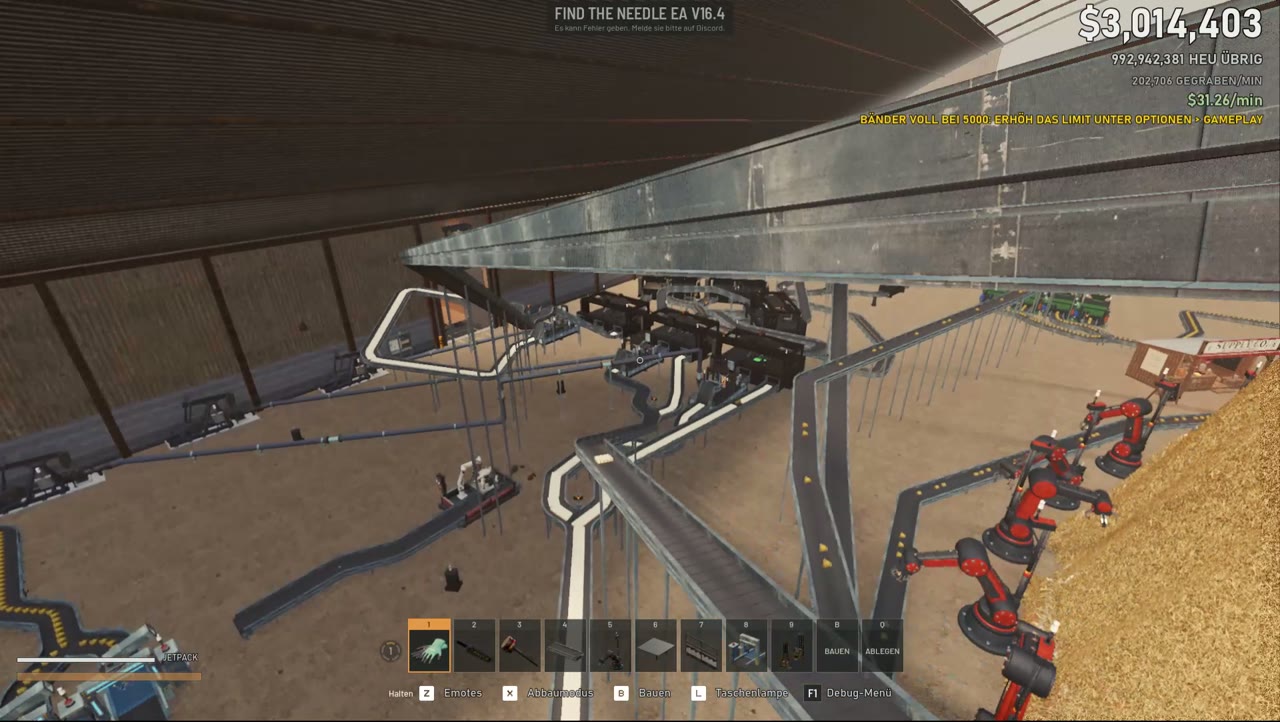 FIND THE NEEDLE EA V16.4
Es kann Fehler geben. Melde sie bitte auf Discord.
$3,014,403
992,942,381 HEU ÜBRIG
202,706 GEGRABEN/MIN
$31.26/min
BÄNDER VOLL BEI 5000: ERHÖH DAS LIMIT UNTER OPTIONEN > GAMEPLAY
SUPPLY CO.
JETPACK
1 2 3 4 5 6 7 8 9 B 0
BAUEN ABLEGEN
Halten Z Emotes X Abbaumodus B Bauen L Taschenlampe F1 Debug-Menü